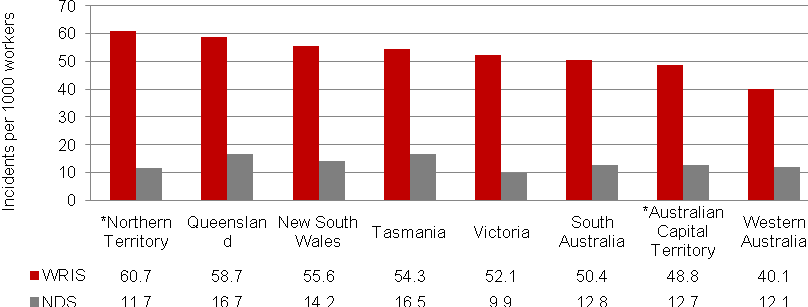 Incidents per 1000 workers
70
60
50
40
30
20
10
0
*Northern
Territory
Queenslan
d
New South
Wales
Tasmania
Victoria
South
Australia
*Australian
Capital
Territory
Western
Australia
WRIS 60.7 58.7 55.6 54.3 52.1 50.4 48.8 40.1
NDS 11.7 16.7 14.2 16.5 9.9 12.8 12.7 12.1